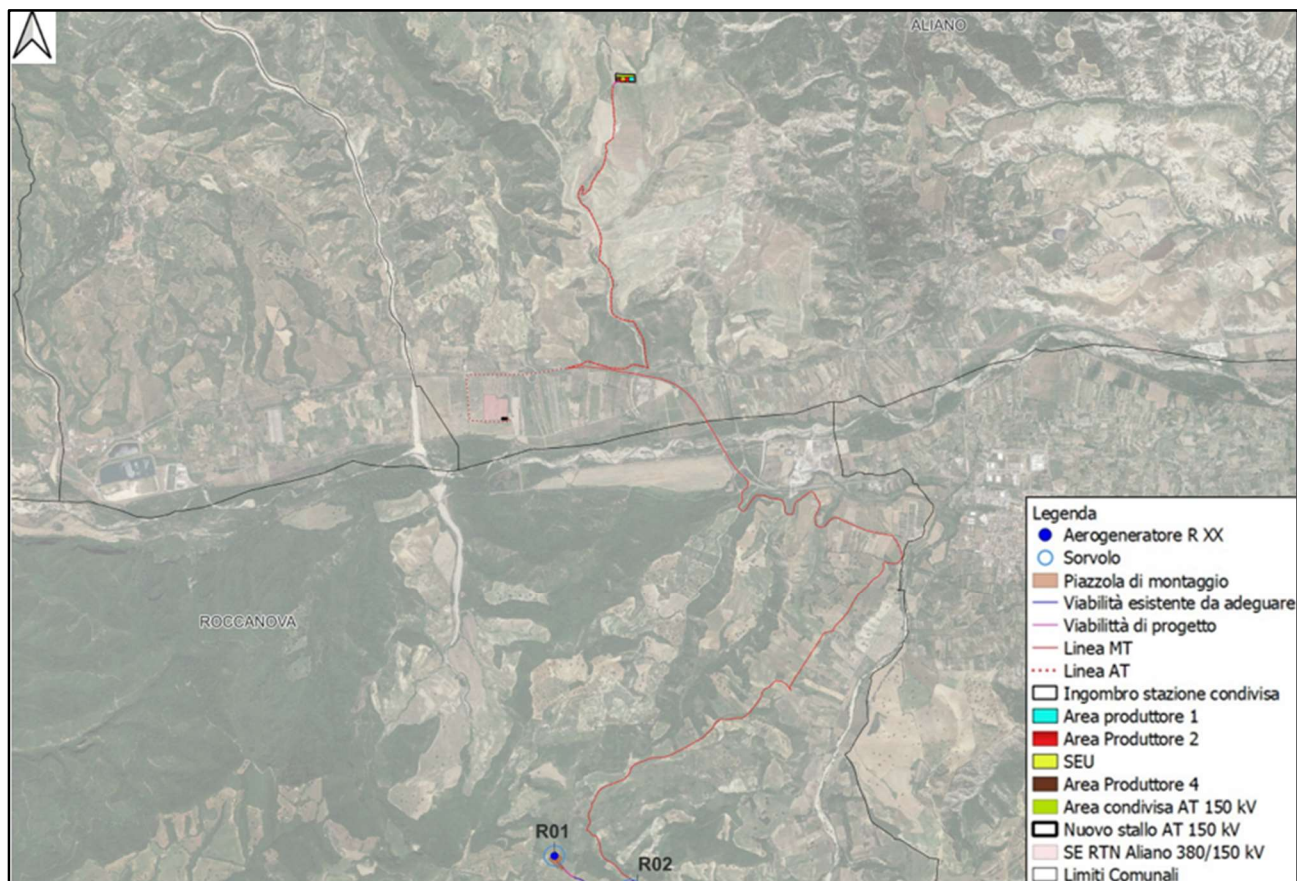 ALIANO
ROCCANOVA
R01
R02
Legenda
Aerogeneratore R XX
Sorvolo
Piazzola di montaggio
Viabilità esistente da adeguare
Viabilittà di progetto
Linea MT
Linea AT
Ingombro stazione condivisa
Area produttore 1
Area Produttore 2
SEU
Area Produttore 4
Area condivisa AT 150 kV
Nuovo stallo AT 150 kV
SE RTN Aliano 380/150 kV
Limiti Comunali